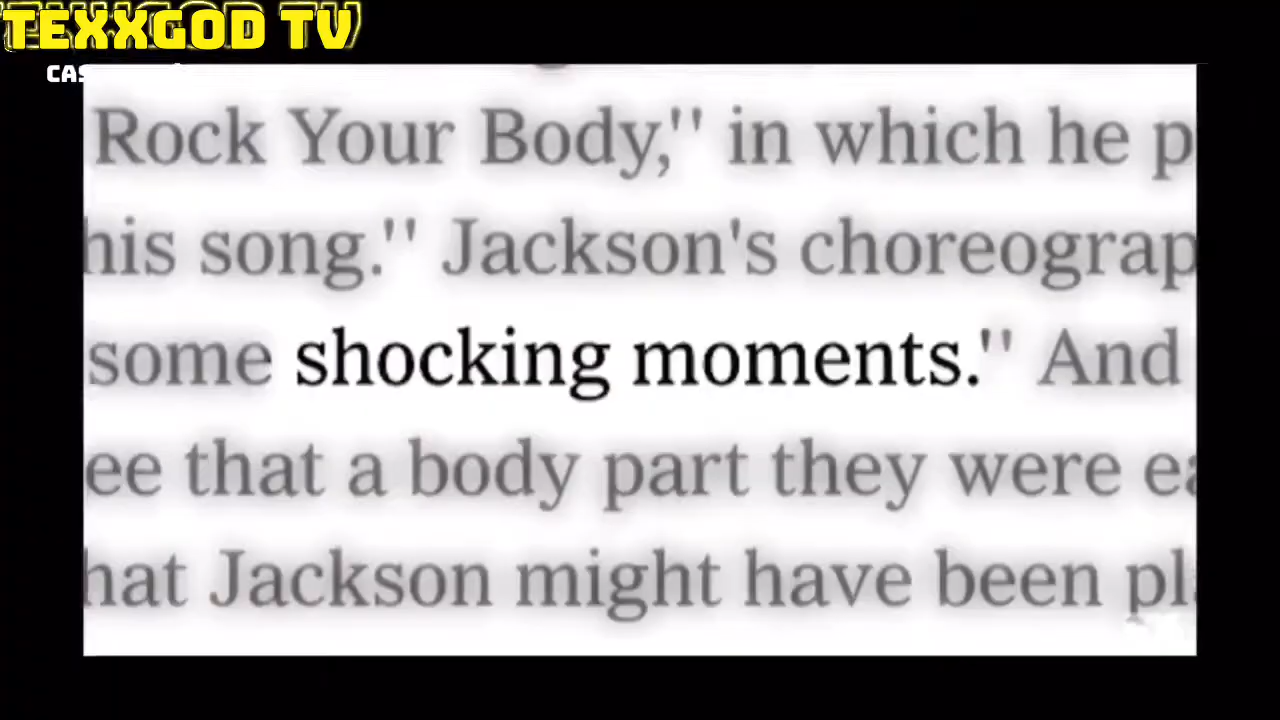 TEXXGOD TV
Rock Your Body,'' in which he p
his song.'' Jackson's choreograp
some shocking moments.'' And
ee that a body part they were ea
hat Jackson might have been pl